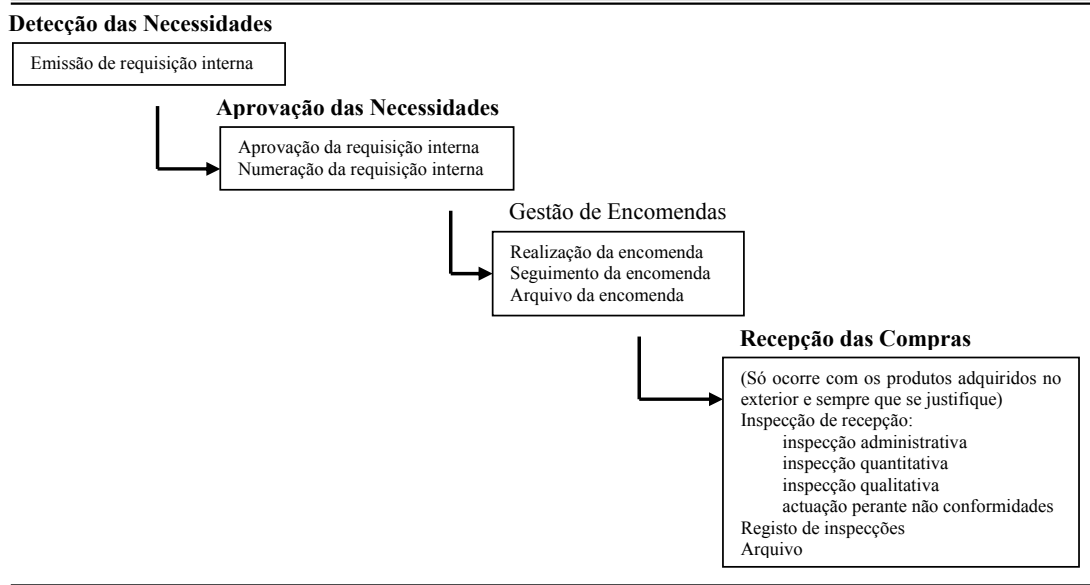 Detecção das Necessidades
Emissão de requisição interna
Aprovação das Necessidades
Aprovação da requisição interna
Numeração da requisição interna
Gestão de Encomendas
Realização da encomenda
Seguimento da encomenda
Arquivo da encomenda
Recepção das Compras
(Só ocorre com os produtos adquiridos no
exterior e sempre que se justifique)
Inspecção de recepção:
inspecção administrativa
inspecção quantitativa
inspecção qualitativa
actuação perante não conformidades
Registo de inspecções
Arquivo